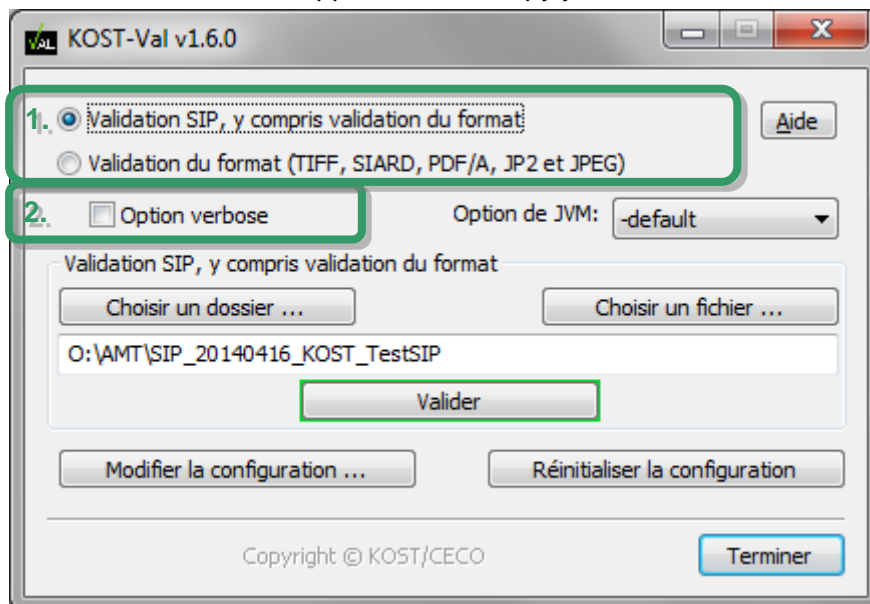 VAL KOST-Val v1.6.0
1. Validation SIP, y compris validation du format Aide
Validation du format (TIFF, SIARD, PDF/A, JP2 et JPEG)
2. Option verbose Option de JVM: -default
Validation SIP, y compris validation du format
Choisir un dossier ... Choisir un fichier ...
O:\AMT\SIP_20140416_KOST_TestSIP
Valider
Modifier la configuration ... Réinitialiser la configuration
Copyright © KOST/CECO Terminer